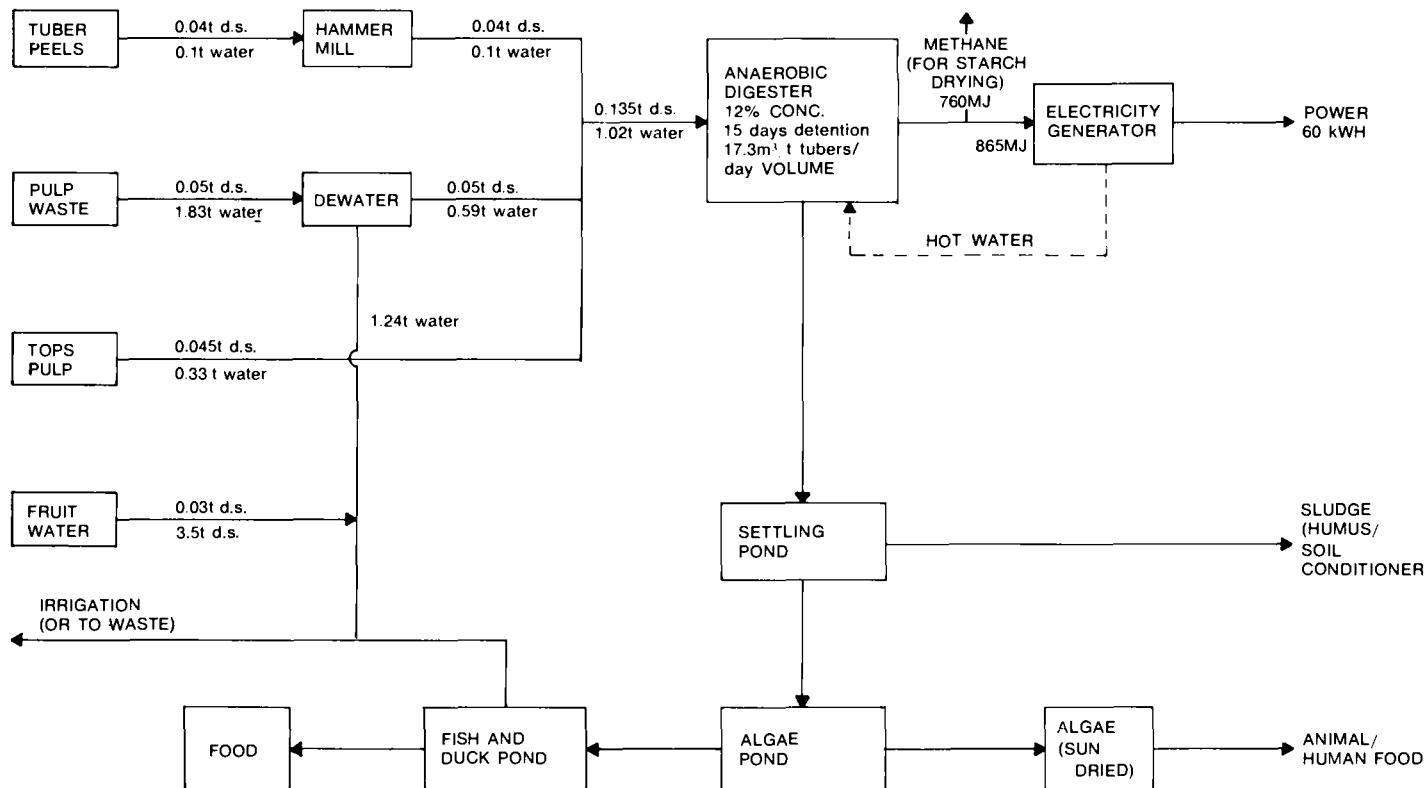 TUBER
PEELS
0.04t d.s.
0.1t water
HAMMER
MILL
0.04t d.s.
0.1t water
0.135t d.s.
1.02t water
ANAEROBIC
DIGESTER
12% CONC.
15 days detention
17.3m³, t tubers/
day VOLUME
METHANE
(FOR STARCH
DRYING)
760MJ
865MJ
ELECTRICITY
GENERATOR
POWER
60 kWH
HOT WATER
PULP
WASTE
0.05t d.s.
1.83t water
DEWATER
0.05t d.s.
0.59t water
1.24t water
TOPS
PULP
0.045t d.s.
0.33 t water
FRUIT
WATER
0.03t d.s.
3.5t d.s.
SETTLING
POND
SLUDGE
(HUMUS/
SOIL
CONDITIONER
IRRIGATION
(OR TO WASTE)
FOOD
FISH AND
DUCK POND
ALGAE
POND
ALGAE
(SUN
DRIED)
ANIMAL/
HUMAN FOOD